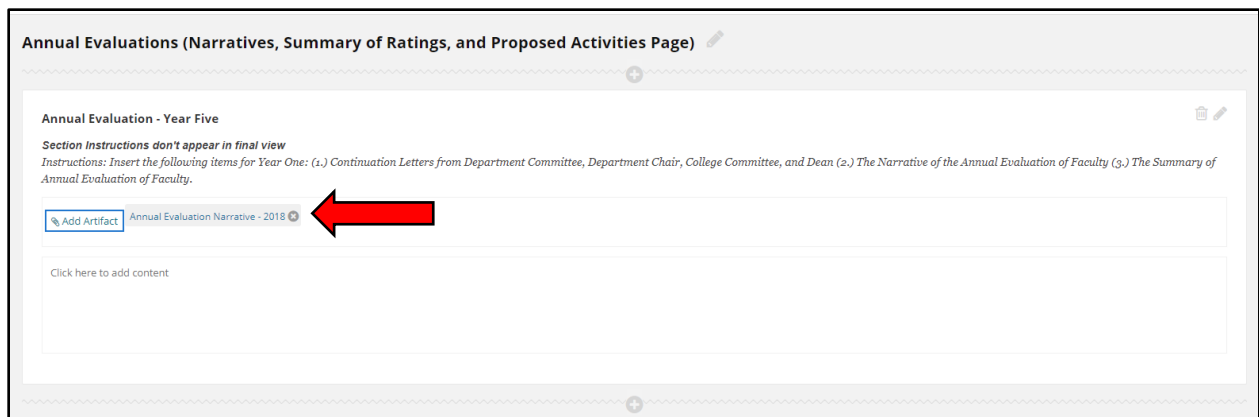 Annual Evaluations (Narratives, Summary of Ratings, and Proposed Activities Page)
Annual Evaluation - Year Five
Section Instructions don't appear in final view
Instructions: Insert the following items for Year One: (1.) Continuation Letters from Department Committee, Department Chair, College Committee, and Dean (2.) The Narrative of the Annual Evaluation of Faculty (3.) The Summary of
Annual Evaluation of Faculty.
Add Artifact Annual Evaluation Narrative - 2018
Click here to add content